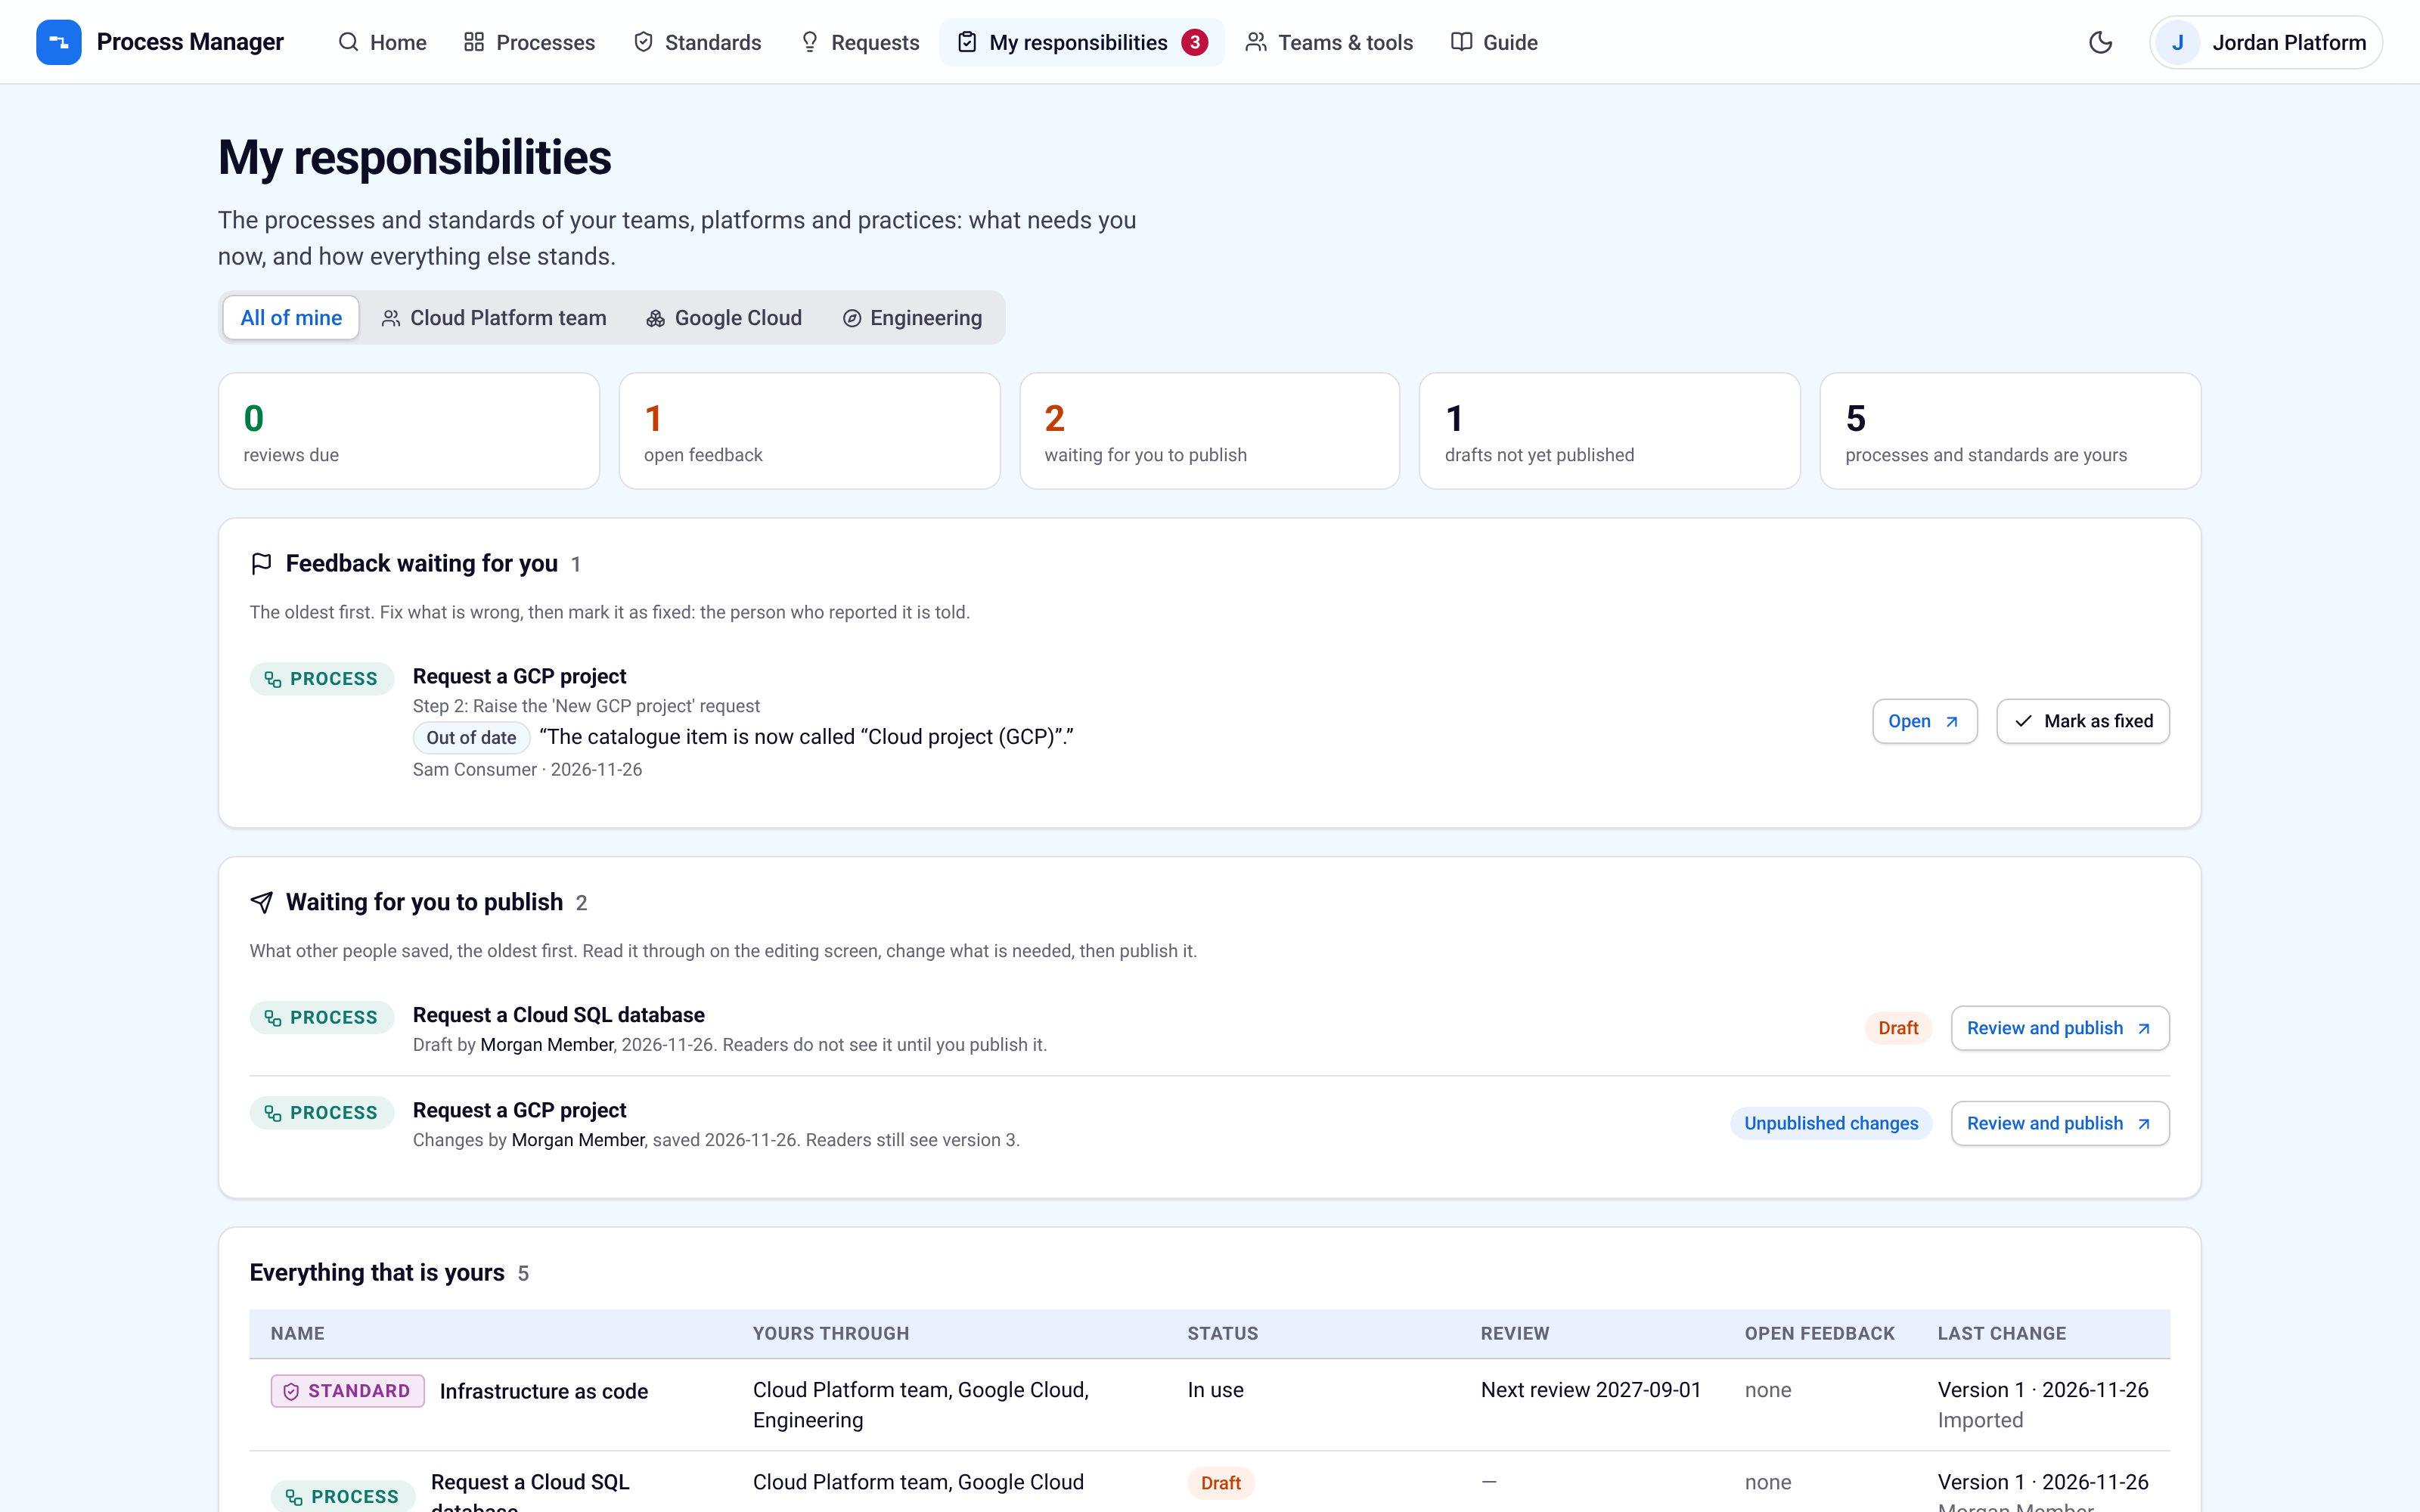 Process Manager
Home
Processes
Standards
Requests
My responsibilities 3
Teams & tools
Guide
J Jordan Platform
My responsibilities
The processes and standards of your teams, platforms and practices: what needs you
now, and how everything else stands.
All of mine
Cloud Platform team
Google Cloud
Engineering
0
reviews due
1
open feedback
2
waiting for you to publish
1
drafts not yet published
5
processes and standards are yours
Feedback waiting for you 1
The oldest first. Fix what is wrong, then mark it as fixed: the person who reported it is told.
PROCESS
Request a GCP project
Step 2: Raise the 'New GCP project' request
Out of date “The catalogue item is now called “Cloud project (GCP)”.”
Sam Consumer · 2026-11-26
Open
Mark as fixed
Waiting for you to publish 2
What other people saved, the oldest first. Read it through on the editing screen, change what is needed, then publish it.
PROCESS
Request a Cloud SQL database
Draft by Morgan Member, 2026-11-26. Readers do not see it until you publish it.
Draft
Review and publish
PROCESS
Request a GCP project
Changes by Morgan Member, saved 2026-11-26. Readers still see version 3.
Unpublished changes
Review and publish
Everything that is yours 5
NAME YOURS THROUGH STATUS REVIEW OPEN FEEDBACK LAST CHANGE
STANDARD Infrastructure as code Cloud Platform team, Google Cloud, In use Next review 2027-09-01 none Version 1 · 2026-11-26
Engineering Imported
PROCESS Request a Cloud SQL Cloud Platform team, Google Cloud Draft — none Version 1 · 2026-11-26
database Morgan Member